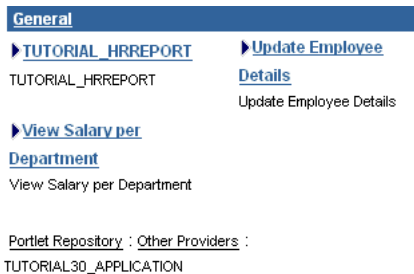 General
TUTORIAL_HRREPORT
TUTORIAL_HRREPORT
Update Employee
Details
Update Employee Details
View Salary per
Department
View Salary per Department
Portlet Repository : Other Providers :
TUTORIAL30_APPLICATION